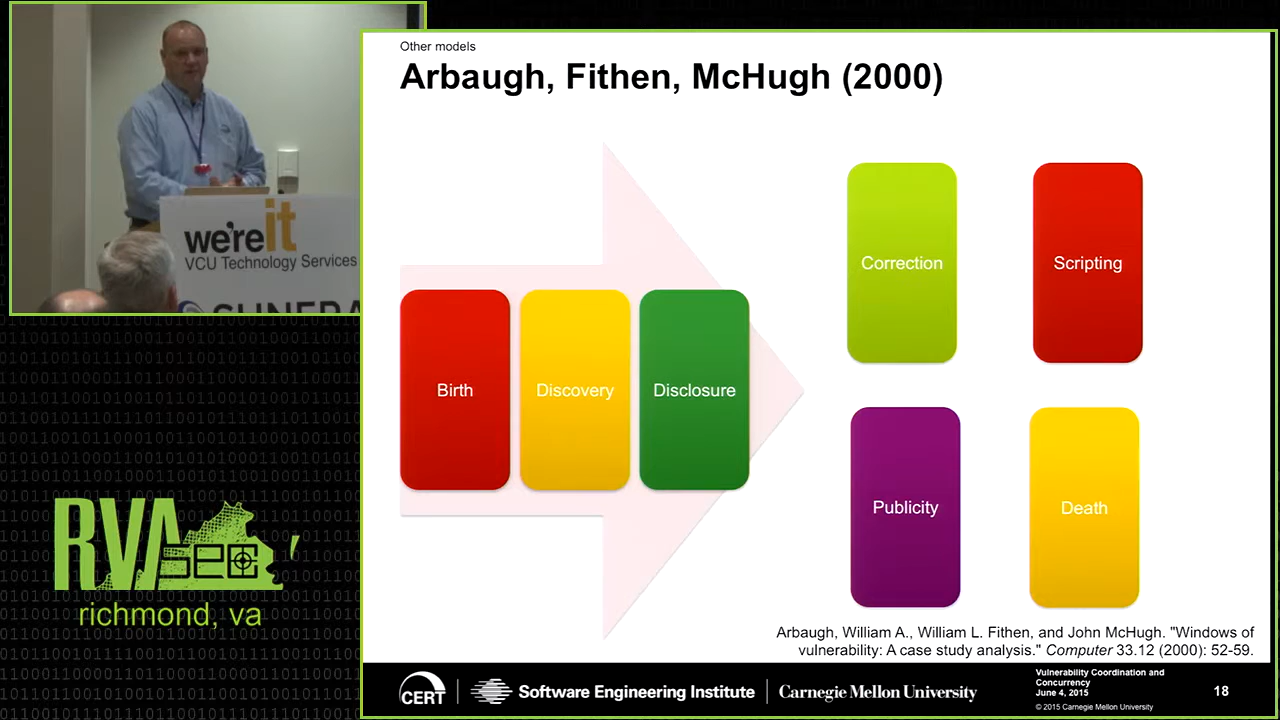 we're it
VCU Technology Services
RVA
sec
richmond, va
Other models
Arbaugh, Fithen, McHugh (2000)
Birth
Discovery
Disclosure
Correction
Scripting
Publicity
Death
Arbaugh, William A., William L. Fithen, and John McHugh. "Windows of
vulnerability: A case study analysis." Computer 33.12 (2000): 52-59.
CERT
Software Engineering Institute
Carnegie Mellon University
Vulnerability Coordination and
Concurrency
June 4, 2015
© 2015 Carnegie Mellon University
18